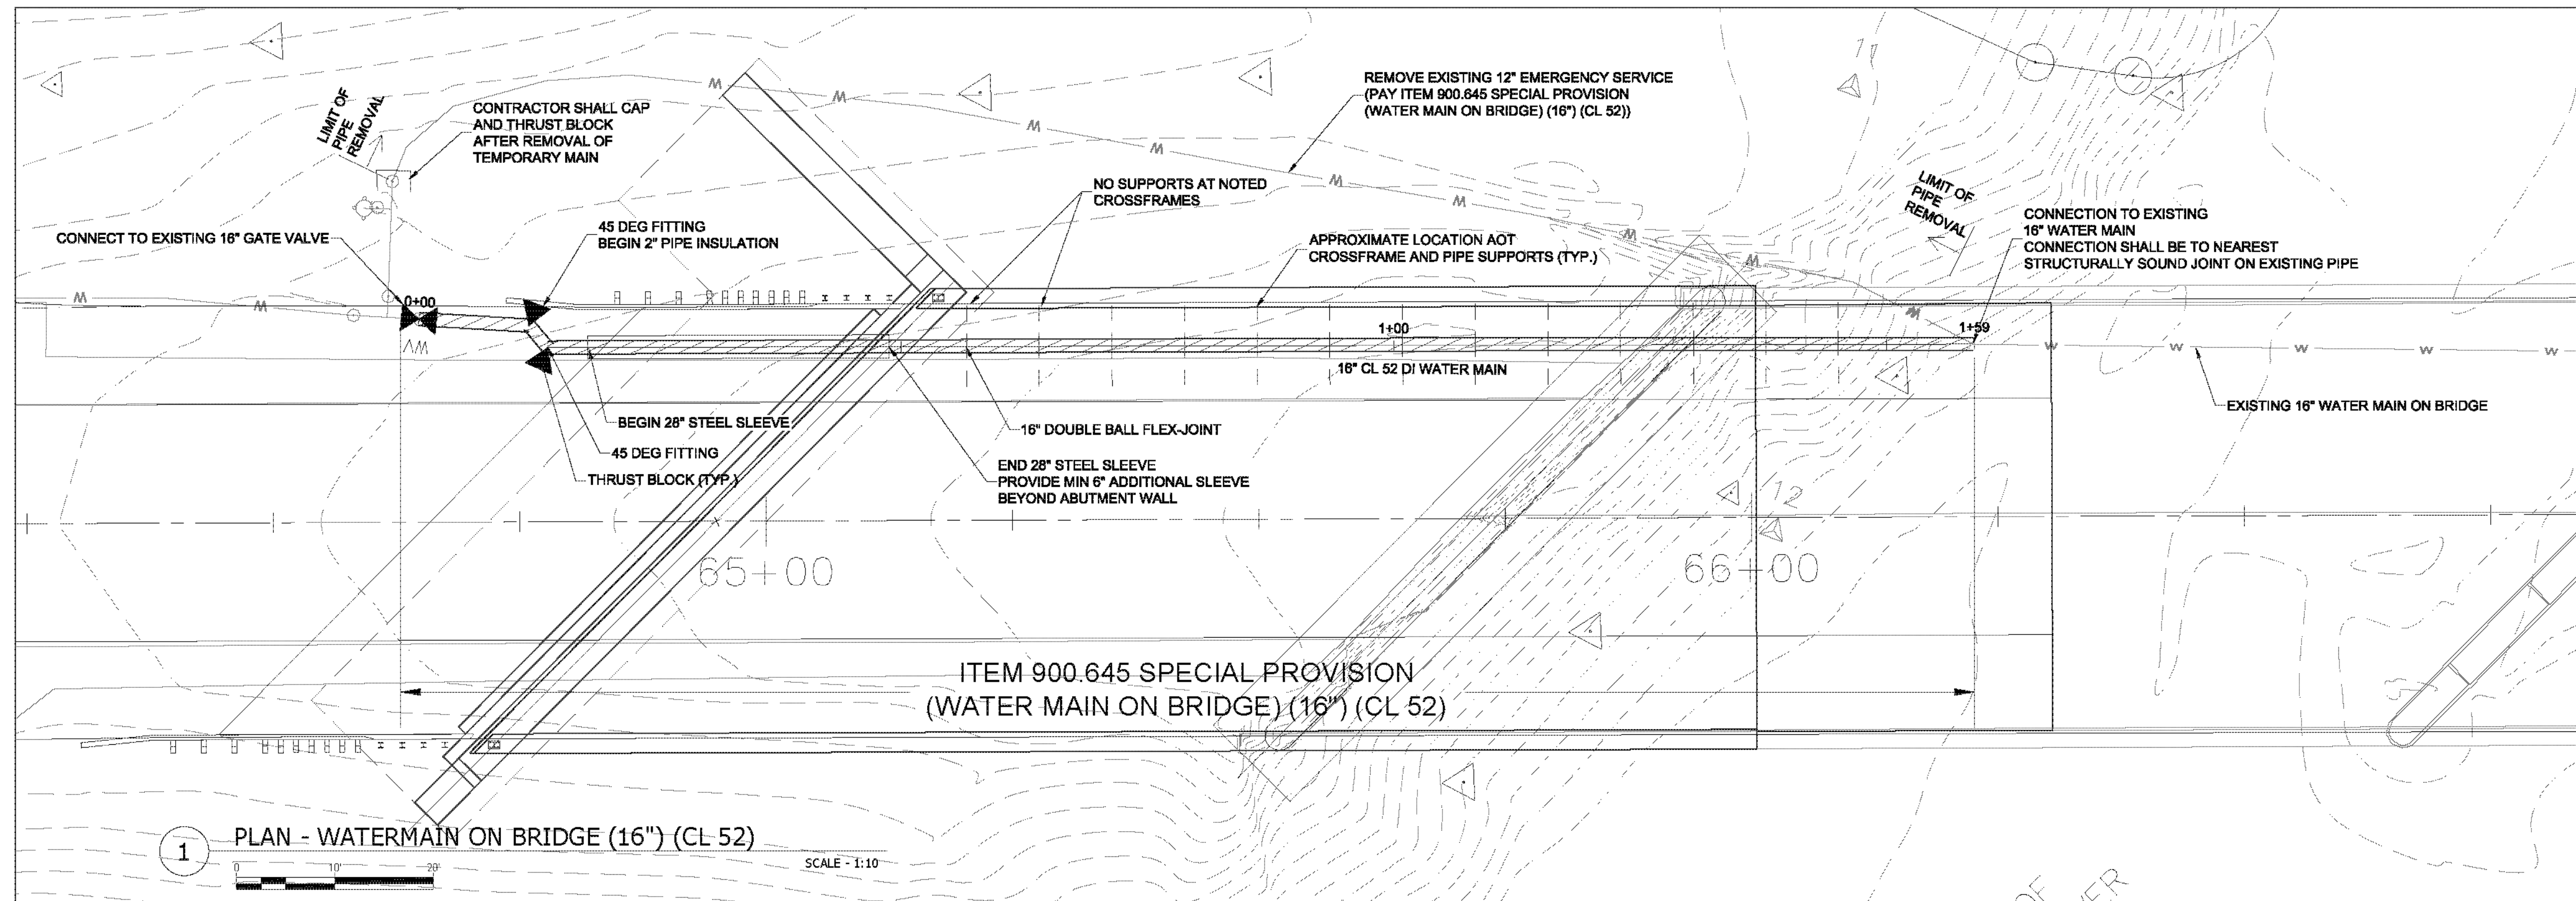 REMOVE EXISTING 12" EMERGENCY SERVICE
(PAY ITEM 900.645 SPECIAL PROVISION
(WATER MAIN ON BRIDGE) (16") (CL 52))
LIMIT OF
PIPE
REMOVAL
CONTRACTOR SHALL CAP
AND THRUST BLOCK
AFTER REMOVAL OF
TEMPORARY MAIN
11
W
W
W
W
W
W
W
W
W
W
W
W
NO SUPPORTS AT NOTED
CROSSFRAMES
LIMIT OF
PIPE
REMOVAL
CONNECTION TO EXISTING
16" WATER MAIN
CONNECTION SHALL BE TO NEAREST
STRUCTURALLY SOUND JOINT ON EXISTING PIPE
CONNECT TO EXISTING 16" GATE VALVE
45 DEG FITTING
BEGIN 2" PIPE INSULATION
APPROXIMATE LOCATION AOT
CROSSFRAME AND PIPE SUPPORTS (TYP.)
0+00
1+00
1+59
WV
W
W
W
W
W
16" CL 52 DI WATER MAIN
EXISTING 16" WATER MAIN ON BRIDGE
BEGIN 28" STEEL SLEEVE
45 DEG FITTING
THRUST BLOCK (TYP.)
16" DOUBLE BALL FLEX-JOINT
END 28" STEEL SLEEVE
PROVIDE MIN 6" ADDITIONAL SLEEVE
BEYOND ABUTMENT WALL
12
65+00
66+00
ITEM 900.645 SPECIAL PROVISION
(WATER MAIN ON BRIDGE) (16") (CL 52)
1
PLAN - WATERMAIN ON BRIDGE (16") (CL 52)
SCALE - 1:10
0 10' 20'
OF